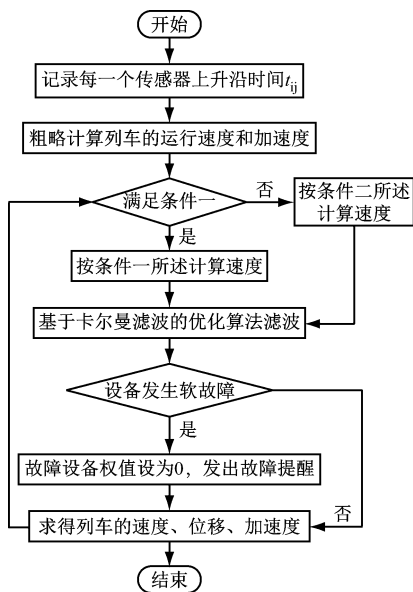 开始
记录每一个传感器上升沿时间tij
粗略计算列车的运行速度和加速度
满足条件一
否
按条件二所述
计算速度
是
按条件一所述计算速度
基于卡尔曼滤波的优化算法滤波
设备发生软故障
是
故障设备权值设为0，发出故障提醒
否
求得列车的速度、位移、加速度
结束